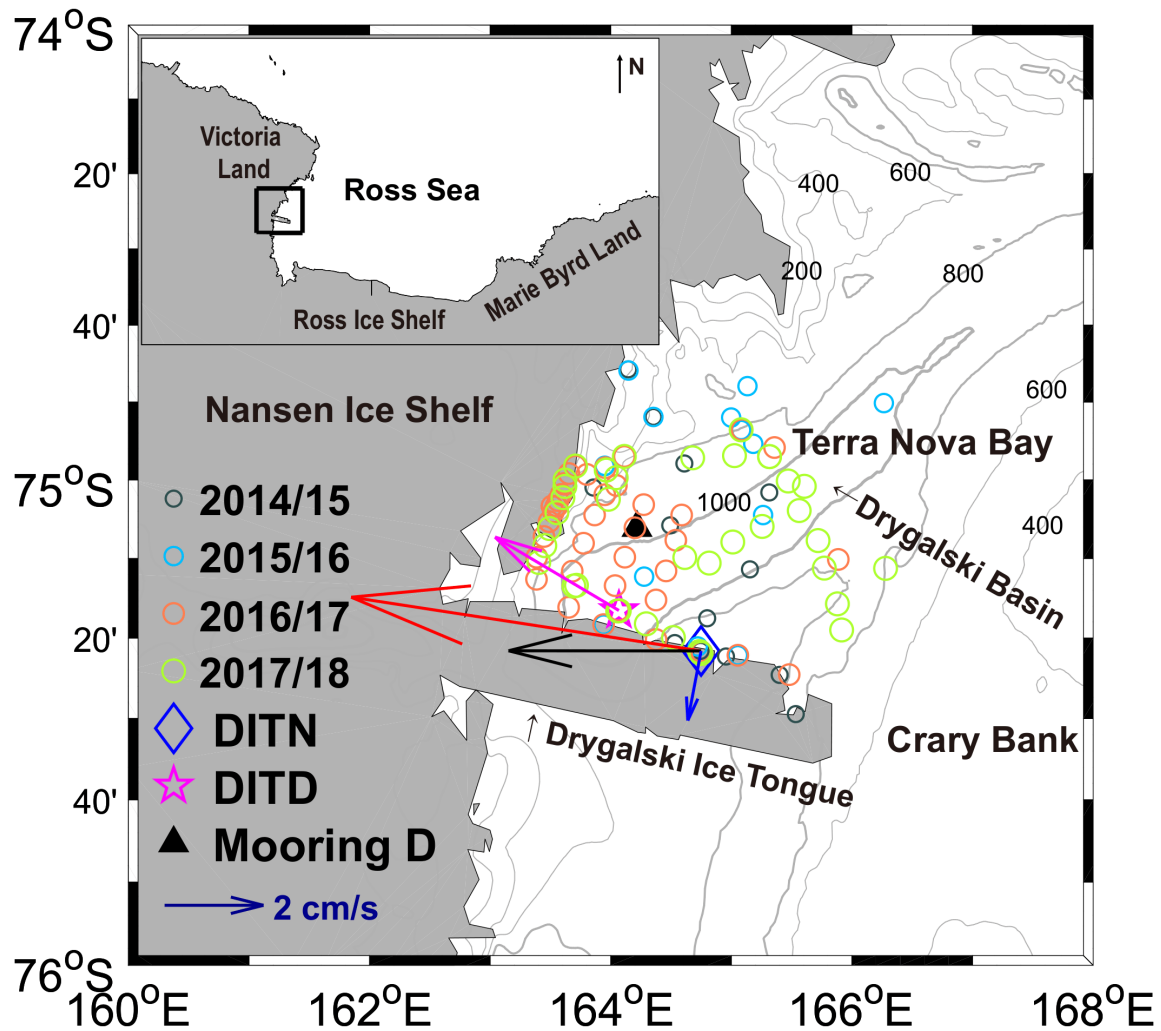 74°S
20'
40'
75°S
20'
40'
76°S
160°E
162°E
164°E
166°E
168°E
N
Victoria
Land
Ross Sea
Marie Byrd Land
Ross Ice Shelf
400
600
200
800
600
1000
400
Nansen Ice Shelf
Terra Nova Bay
←Drygalski Basin
Crary Bank
↑ Drygalski Ice Tongue
2014/15
2015/16
2016/17
2017/18
DITN
DITD
Mooring D
2 cm/s